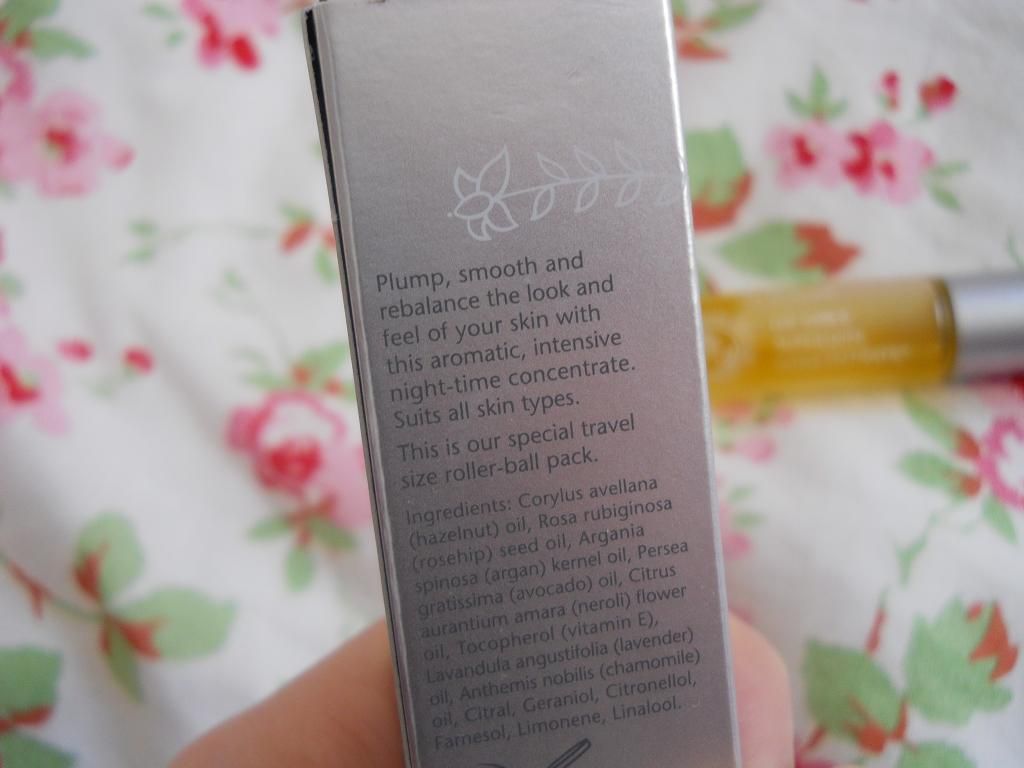 Plump, smooth and
rebalance the look and
feel of your skin with
this aromatic, intensive
night-time concentrate.
Suits all skin types.
This is our special travel
size roller-ball pack.
Ingredients: Corylus avellana
(hazelnut) oil, Rosa rubiginosa
(rosehip) seed oil, Argania
spinosa (argan) kernel oil, Persea
gratissima (avocado) oil, Citrus
aurantium amara (neroli) flower
oil, Tocopherol (vitamin E),
Lavandula angustifolia (lavender)
oil, Anthemis nobilis (chamomile)
oil, Citral, Geraniol, Citronellol,
Farnesol, Limonene, Linalool.